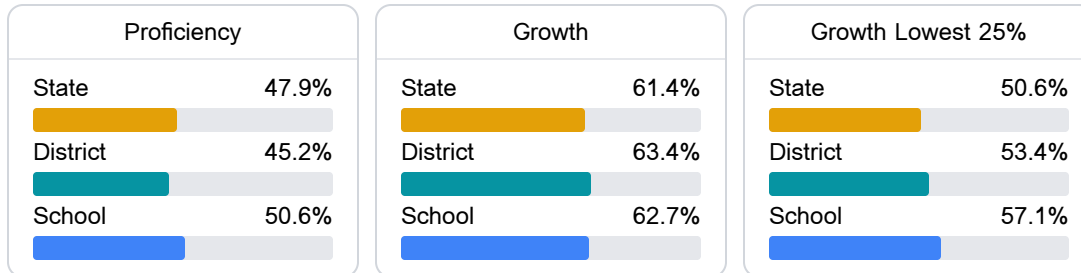 Proficiency
State 47.9%
District 45.2%
School 50.6%
Growth
State 61.4%
District 63.4%
School 62.7%
Growth Lowest 25%
State 50.6%
District 53.4%
School 57.1%